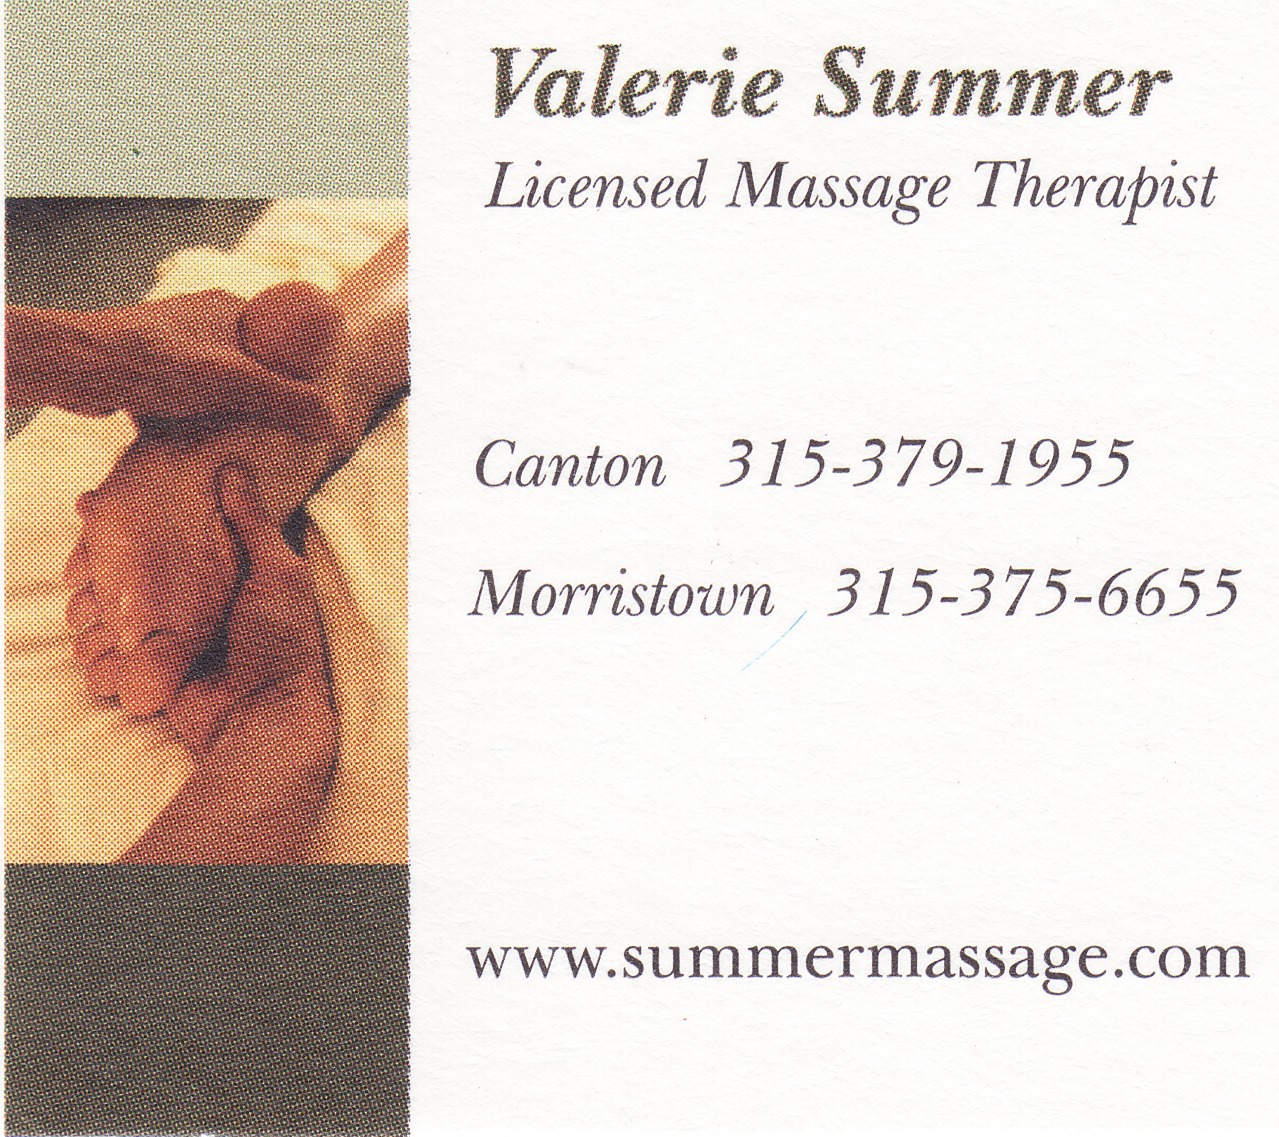 Valerie Summer
Licensed Massage Therapist
Canton 315-379-1955
Morristown 315-375-6655
www.summermassage.com